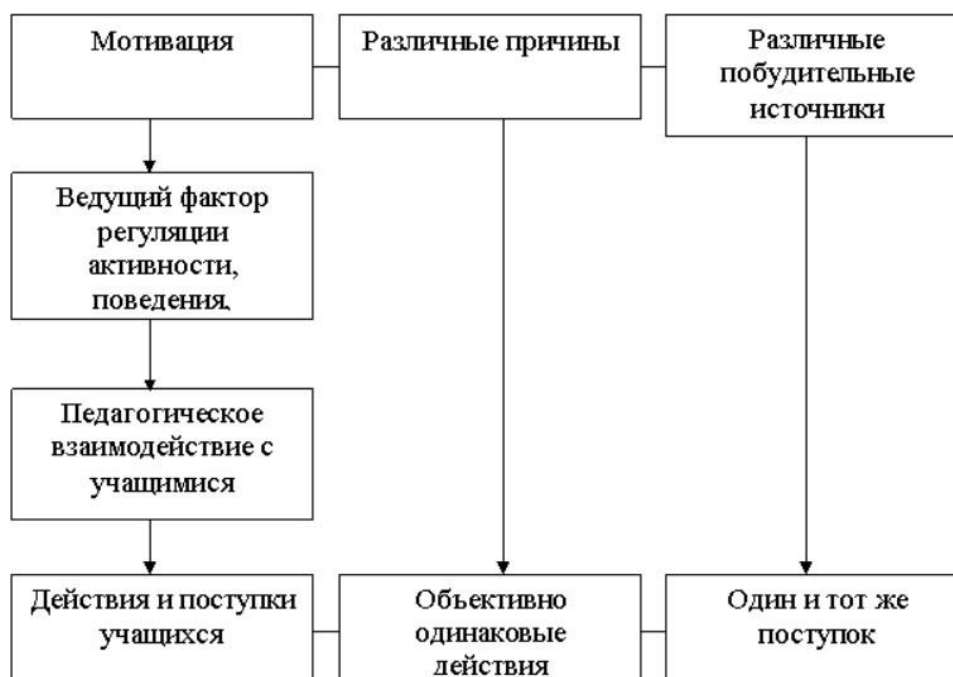 Мотивация
Различные причины
Различные
побудительные
источники
Ведущий фактор
регуляции
активности,
поведения.
Педагогическое
взаимодействие с
учащимися
Действия и поступки
учащихся
Объективно
одинаковые
действия
Один и тот же
поступок